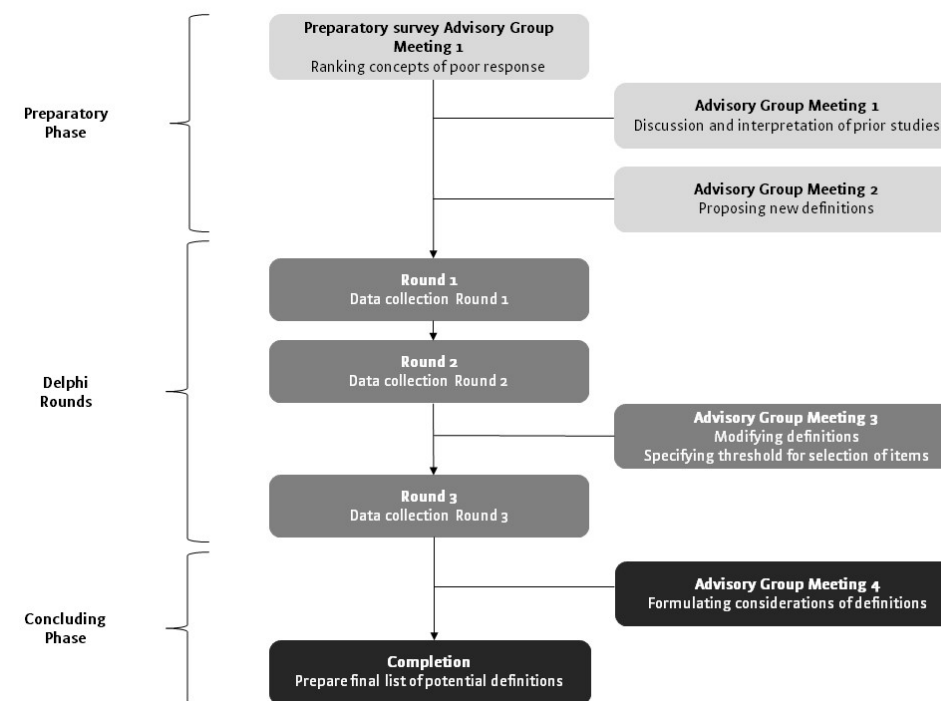 Preparatory survey Advisory Group
Meeting 1
Ranking concepts of poor response
Preparatory
Phase
Advisory Group Meeting 1
Discussion and interpretation of prior studies
Advisory Group Meeting 2
Proposing new definitions
Round 1
Data collection Round 1
Delphi
Rounds
Round 2
Data collection Round 2
Advisory Group Meeting 3
Modifying definitions
Specifying threshold for selection of items
Round 3
Data collection Round 3
Concluding
Phase
Advisory Group Meeting 4
Formulating considerations of definitions
Completion
Prepare final list of potential definitions